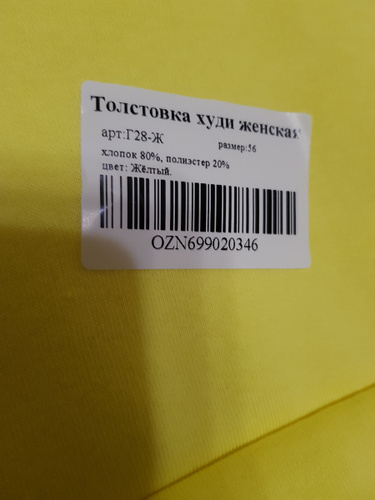 Толстовка худи женская
арт:Г28-Ж размер:56
хлопок 80%, полиэстер 20%
цвет: Жёлтый.
OZN699020346